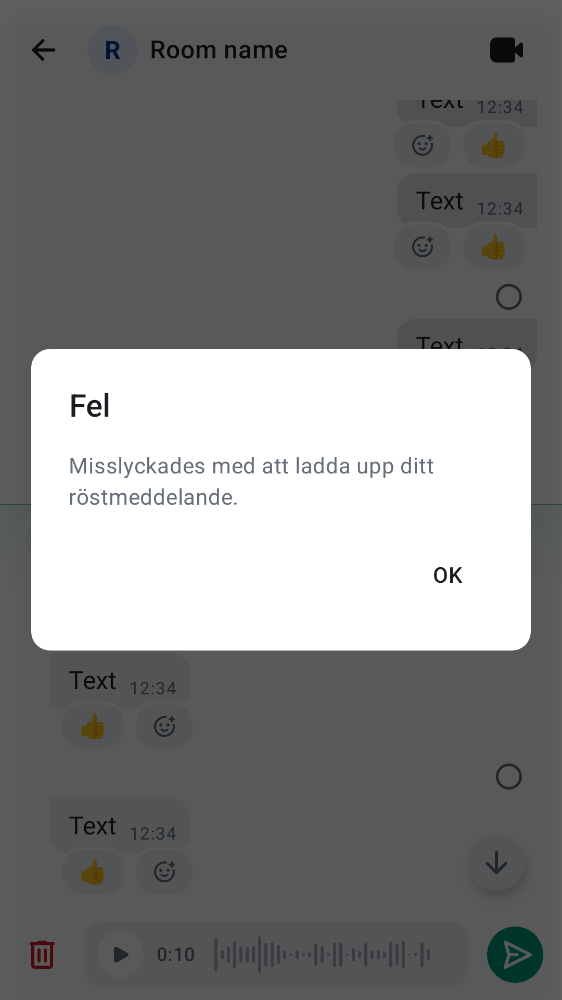 R Room name
Text 12:34
Text 12:34
Text
Fel
Misslyckades med att ladda upp ditt
röstmeddelande.
OK
Text 12:34
Text 12:34
0:10